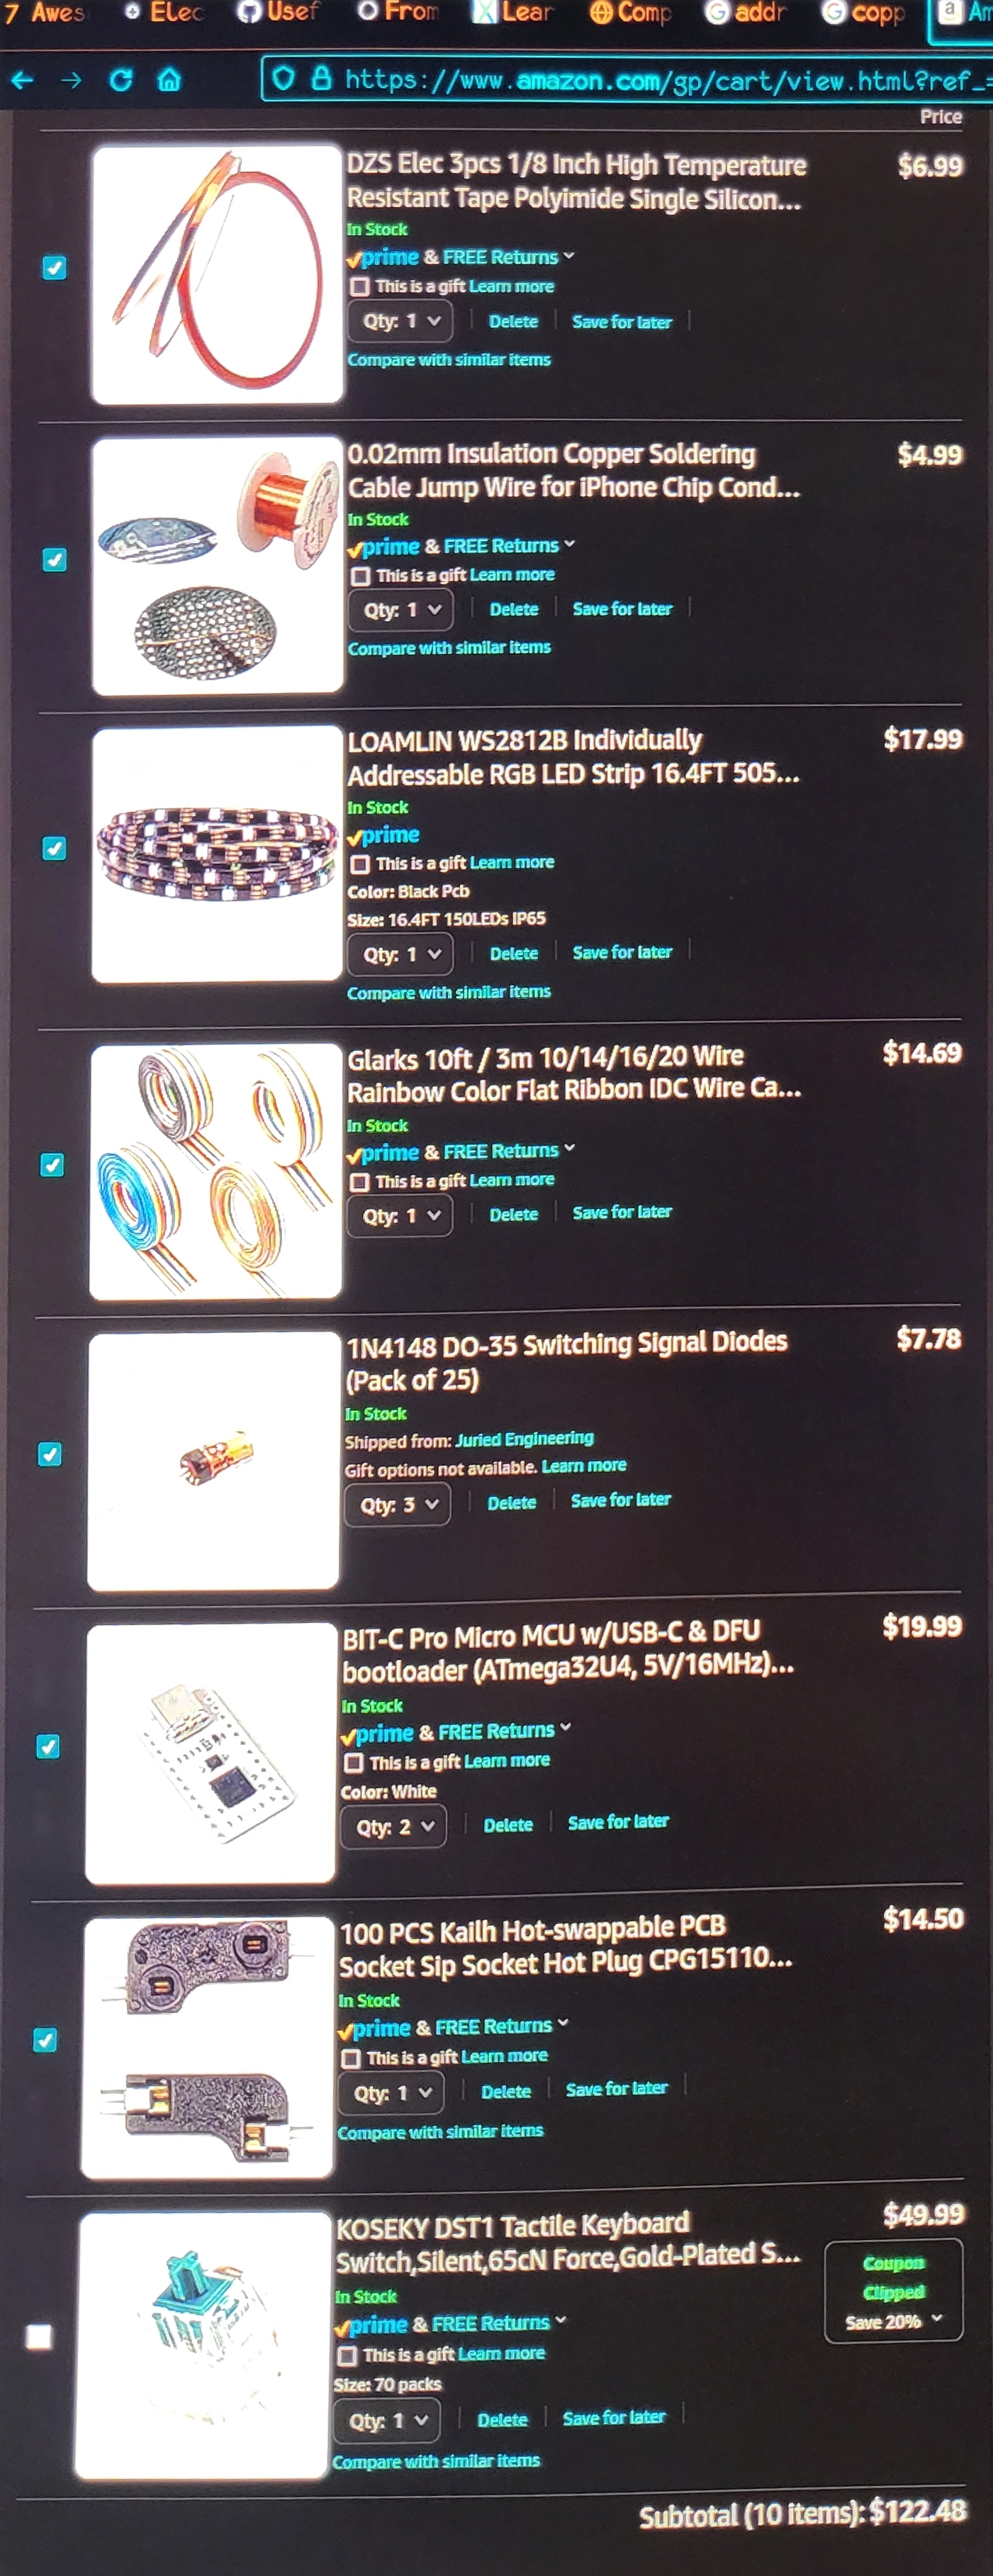 7 Awes Elec Usef From Lear Comp addr copp Am
https://www.amazon.com/gp/cart/view.html?ref_=
Price
DZS Elec 3pcs 1/8 Inch High Temperature $6.99
Resistant Tape Polyimide Single Silicon...
In Stock
prime & FREE Returns
This is a gift Learn more
Qty: 1 Delete Save for later
Compare with similar items
0.02mm Insulation Copper Soldering $4.99
Cable Jump Wire for iPhone Chip Cond...
In Stock
prime & FREE Returns
This is a gift Learn more
Qty: 1 Delete Save for later
Compare with similar items
LOAMLIN WS2812B Individually $17.99
Addressable RGB LED Strip 16.4FT 505...
In Stock
prime
This is a gift Learn more
Color: Black Pcb
Size: 16.4FT 150LEDs IP65
Qty: 1 Delete Save for later
Compare with similar items
Glarks 10ft / 3m 10/14/16/20 Wire $14.69
Rainbow Color Flat Ribbon IDC Wire Ca...
In Stock
prime & FREE Returns
This is a gift Learn more
Qty: 1 Delete Save for later
1N4148 DO-35 Switching Signal Diodes $7.78
(Pack of 25)
In Stock
Shipped from: Juried Engineering
Gift options not available. Learn more
Qty: 3 Delete Save for later
BIT-C Pro Micro MCU w/USB-C & DFU $19.99
bootloader (ATmega32U4, 5V/16MHz)...
In Stock
prime & FREE Returns
This is a gift Learn more
Color: White
Qty: 2 Delete Save for later
100 PCS Kailh Hot-swappable PCB $14.50
Socket Sip Socket Hot Plug CPG15110...
In Stock
prime & FREE Returns
This is a gift Learn more
Qty: 1 Delete Save for later
Compare with similar items
KOSEKY DST1 Tactile Keyboard $49.99
Switch,Silent,65cN Force,Gold-Plated S...
Coupon
Clipped
Save 20%
In Stock
prime & FREE Returns
This is a gift Learn more
Size: 70 packs
Qty: 1 Delete Save for later
Compare with similar items
Subtotal (10 items): $122.48